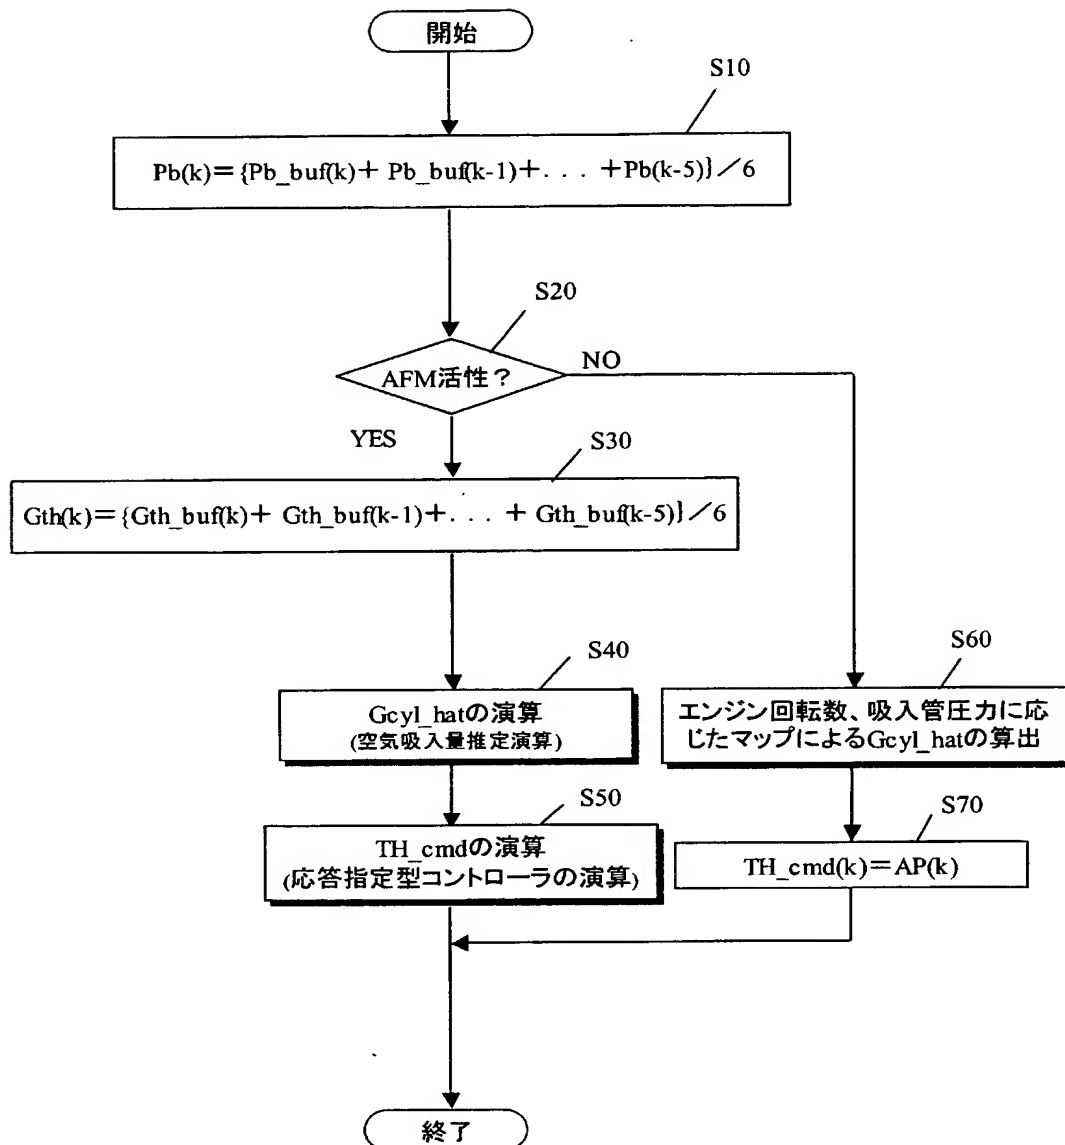 開始
S10
Pb(k)＝{Pb_buf(k)＋ Pb_buf(k-1)＋. . . ＋Pb(k-5)}／6
S20
AFM活性？
NO
YES
S30
Gth(k)＝{Gth_buf(k)＋ Gth_buf(k-1)＋. . . ＋ Gth_buf(k-5)}／6
S40
Gcyl_hatの演算
(空気吸入量推定演算)
S60
エンジン回転数、吸入管圧力に応
じたマップによるGcyl_hatの算出
S50
TH_cmdの演算
(応答指定型コントローラの演算)
S70
TH_cmd(k)＝AP(k)
終了